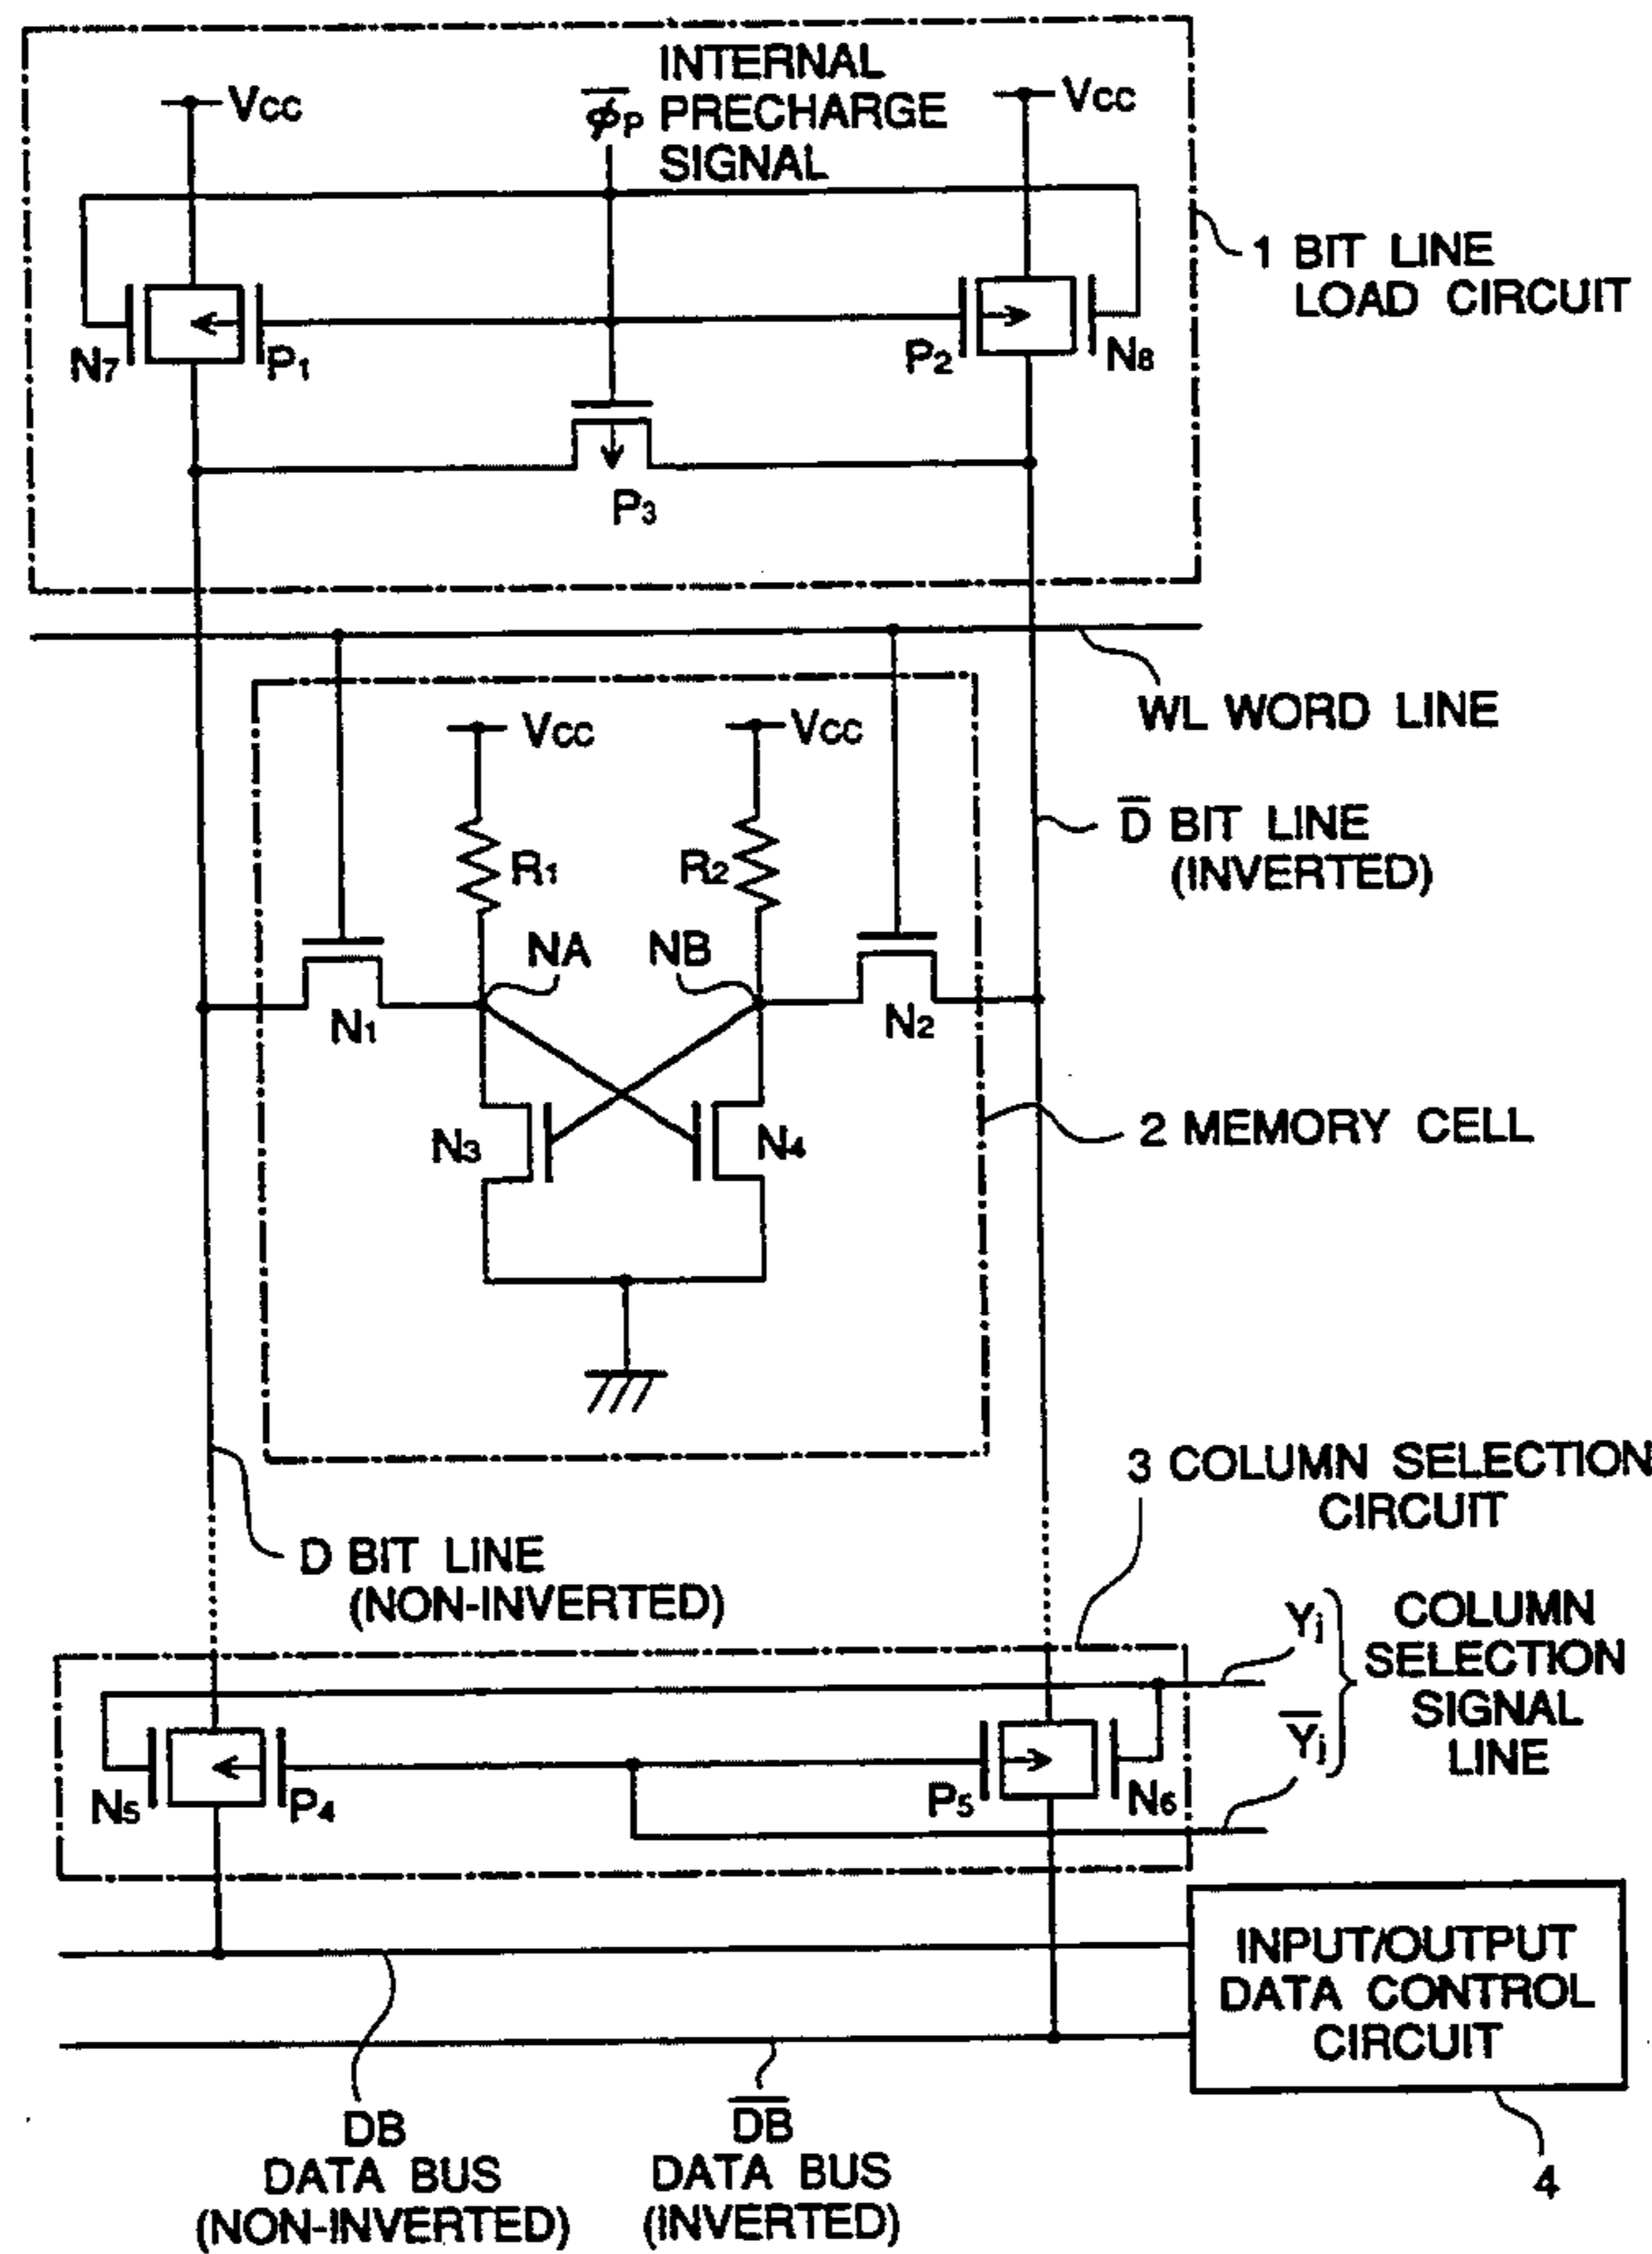 VCC
φ̅P
INTERNAL
PRECHARGE
SIGNAL
VCC
1 BIT LINE
LOAD CIRCUIT
N7
P1
P2
N8
P3
WL WORD LINE
VCC
VCC
D̅ BIT LINE
(INVERTED)
R1
R2
NA
NB
N1
N2
N3
N4
2 MEMORY CELL
3 COLUMN SELECTION
CIRCUIT
D BIT LINE
(NON-INVERTED)
Yj
Y̅j
COLUMN
SELECTION
SIGNAL
LINE
N5
P4
P5
N6
INPUT/OUTPUT
DATA CONTROL
CIRCUIT
DB
DATA BUS
(NON-INVERTED)
D̅B̅
DATA BUS
(INVERTED)
4